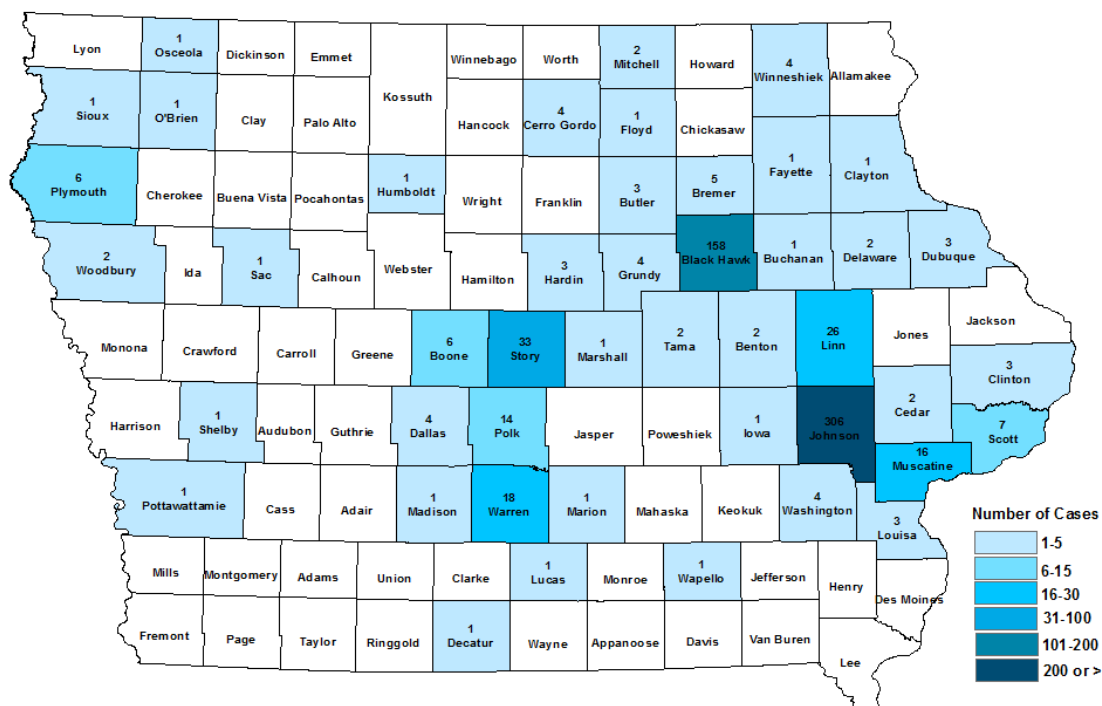 Lyon
1
Osceola
Dickinson
Emmet
Kossuth
Winnebago
Worth
2
Mitchell
Howard
4
Winneshiek
Allamakee
1
Sioux
1
O'Brien
Clay
Palo Alto
Hancock
4
Cerro Gordo
1
Floyd
Chickasaw
6
Plymouth
Cherokee
Buena Vista
Pocahontas
1
Humboldt
Wright
Franklin
3
Butler
5
Bremer
1
Fayette
1
Clayton
2
Woodbury
Ida
1
Sac
Calhoun
Webster
Hamilton
3
Hardin
4
Grundy
158
Black Hawk
1
Buchanan
2
Delaware
3
Dubuque
Monona
Crawford
Carroll
Greene
6
Boone
33
Story
1
Marshall
2
Tama
2
Benton
26
Linn
Jones
Jackson
3
Clinton
Harrison
1
Shelby
Audubon
Guthrie
4
Dallas
14
Polk
Jasper
Poweshiek
1
Iowa
306
Johnson
2
Cedar
7
Scott
16
Muscatine
1
Pottawattamie
Cass
Adair
1
Madison
18
Warren
1
Marion
Mahaska
Keokuk
4
Washington
3
Louisa
Mills
Montgomery
Adams
Union
Clarke
1
Lucas
Monroe
1
Wapello
Jefferson
Henry
Des Moines
Fremont
Page
Taylor
Ringgold
1
Decatur
Wayne
Appanoose
Davis
Van Buren
Lee
Number of Cases
1-5
6-15
16-30
31-100
101-200
200 or >